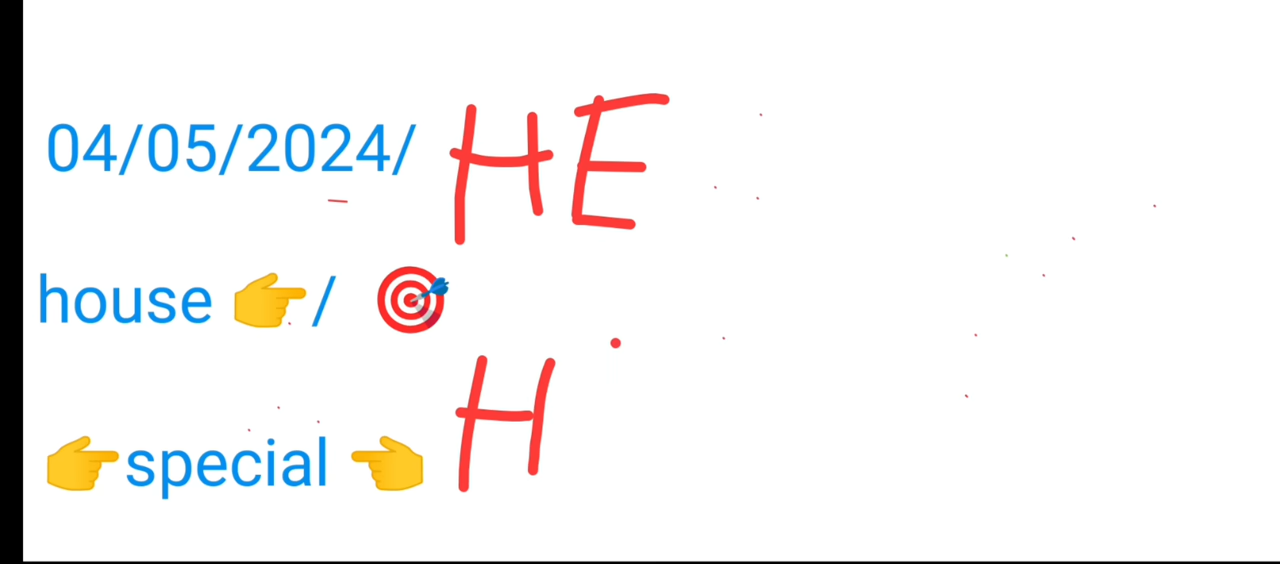 04/05/2024/ HE
house 👉/ 🎯
H
👉special 👈